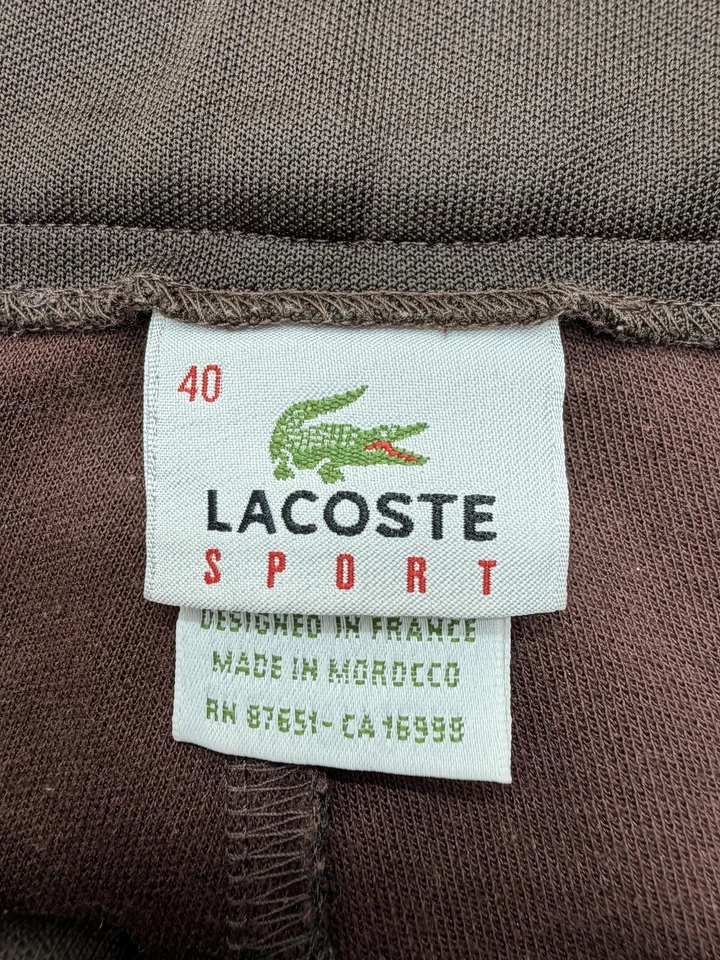 40
LACOSTE
SPORT
DESIGNED IN FRANCE
MADE IN MOROCCO
RN 87651- CA 16999